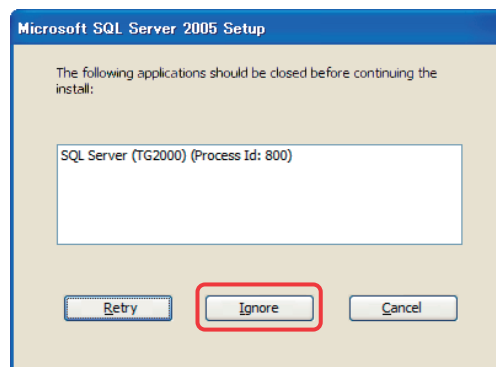 Microsoft SQL Server 2005 Setup
The following applications should be closed before continuing the
install:
SQL Server (TG2000) (Process Id: 800)
Retry
Ignore
Cancel